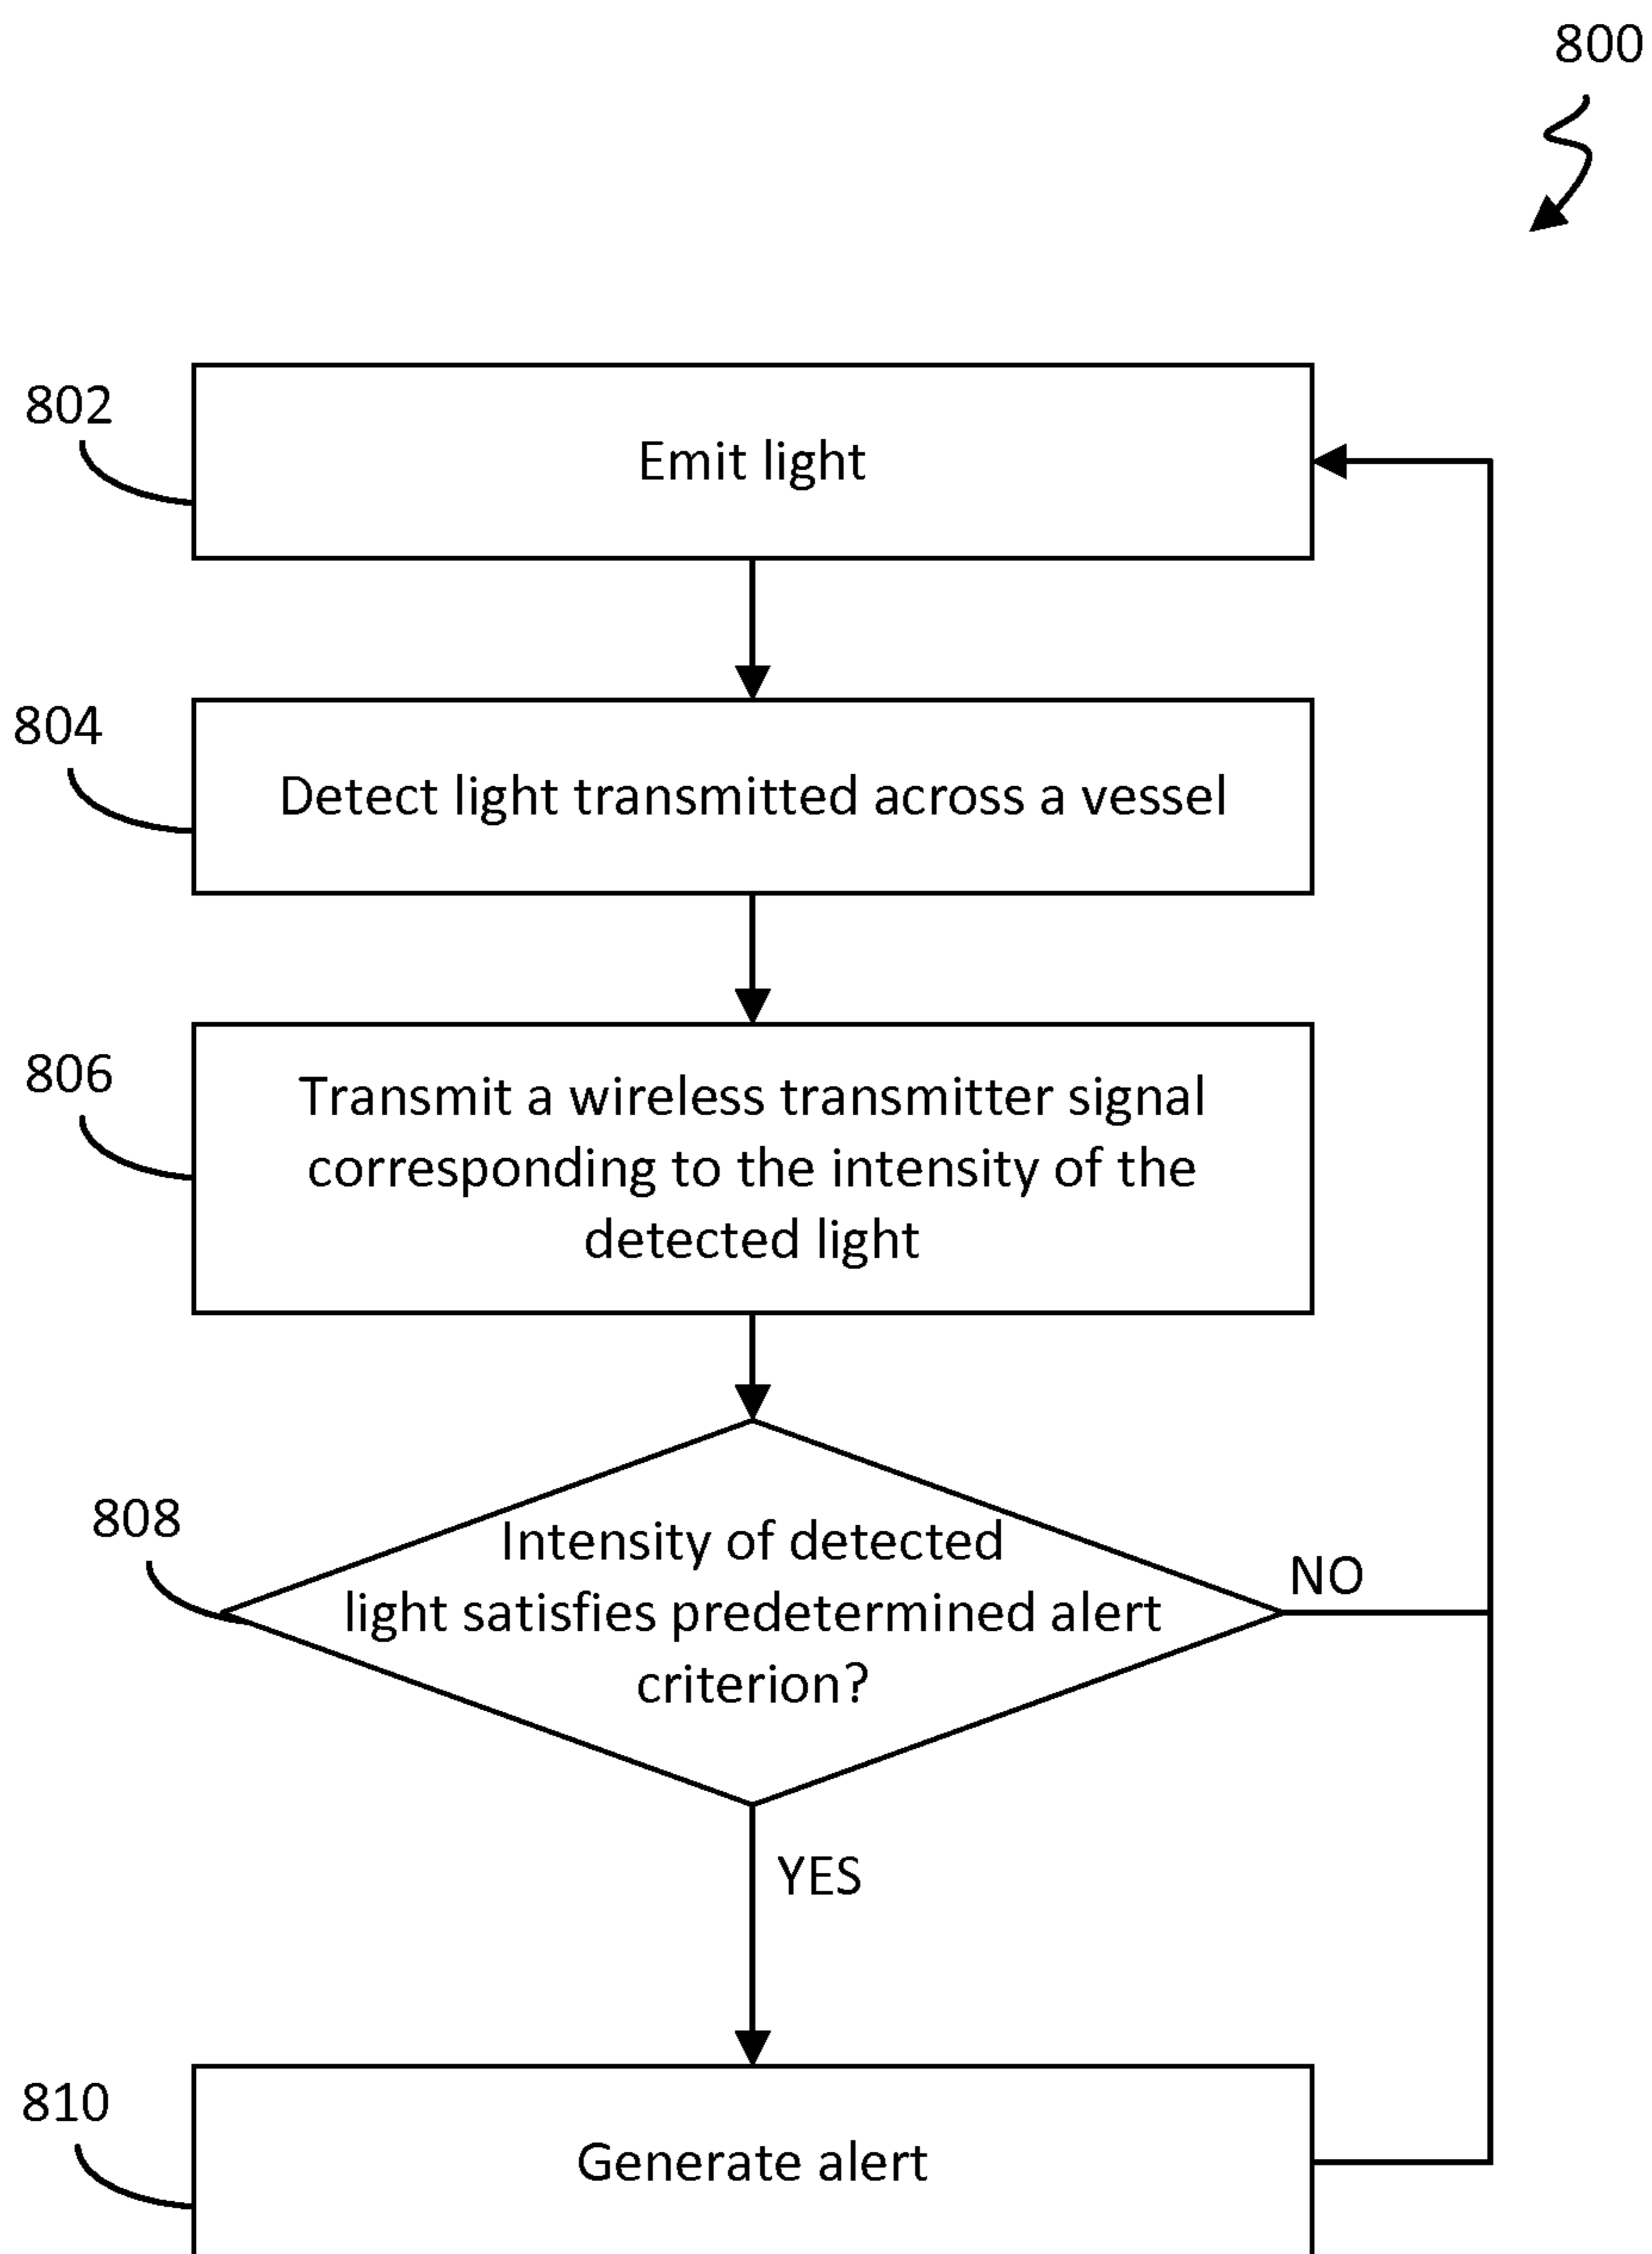 800
802
Emit light
804
Detect light transmitted across a vessel
806
Transmit a wireless transmitter signal
corresponding to the intensity of the
detected light
808
Intensity of detected
light satisfies predetermined alert
criterion?
NO
YES
810
Generate alert